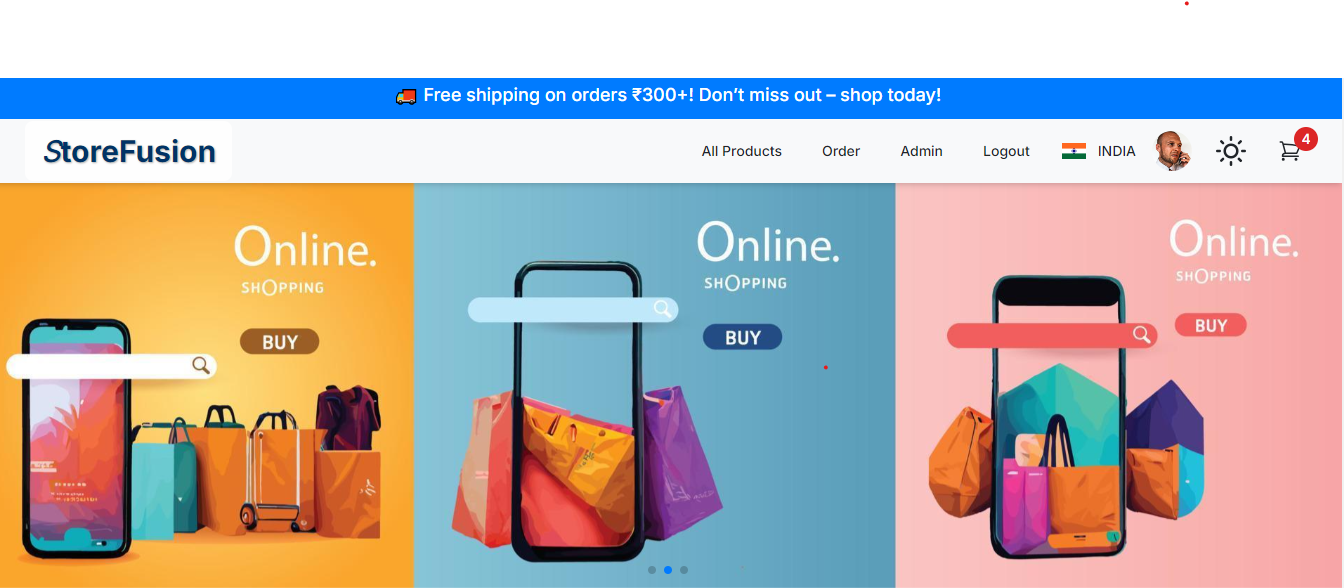 Free shipping on orders ₹300+! Don’t miss out – shop today!
StoreFusion
All Products Order Admin Logout INDIA 4
Online.
SHOPPING
BUY
Online.
SHOPPING
BUY
Online.
SHOPPING
BUY